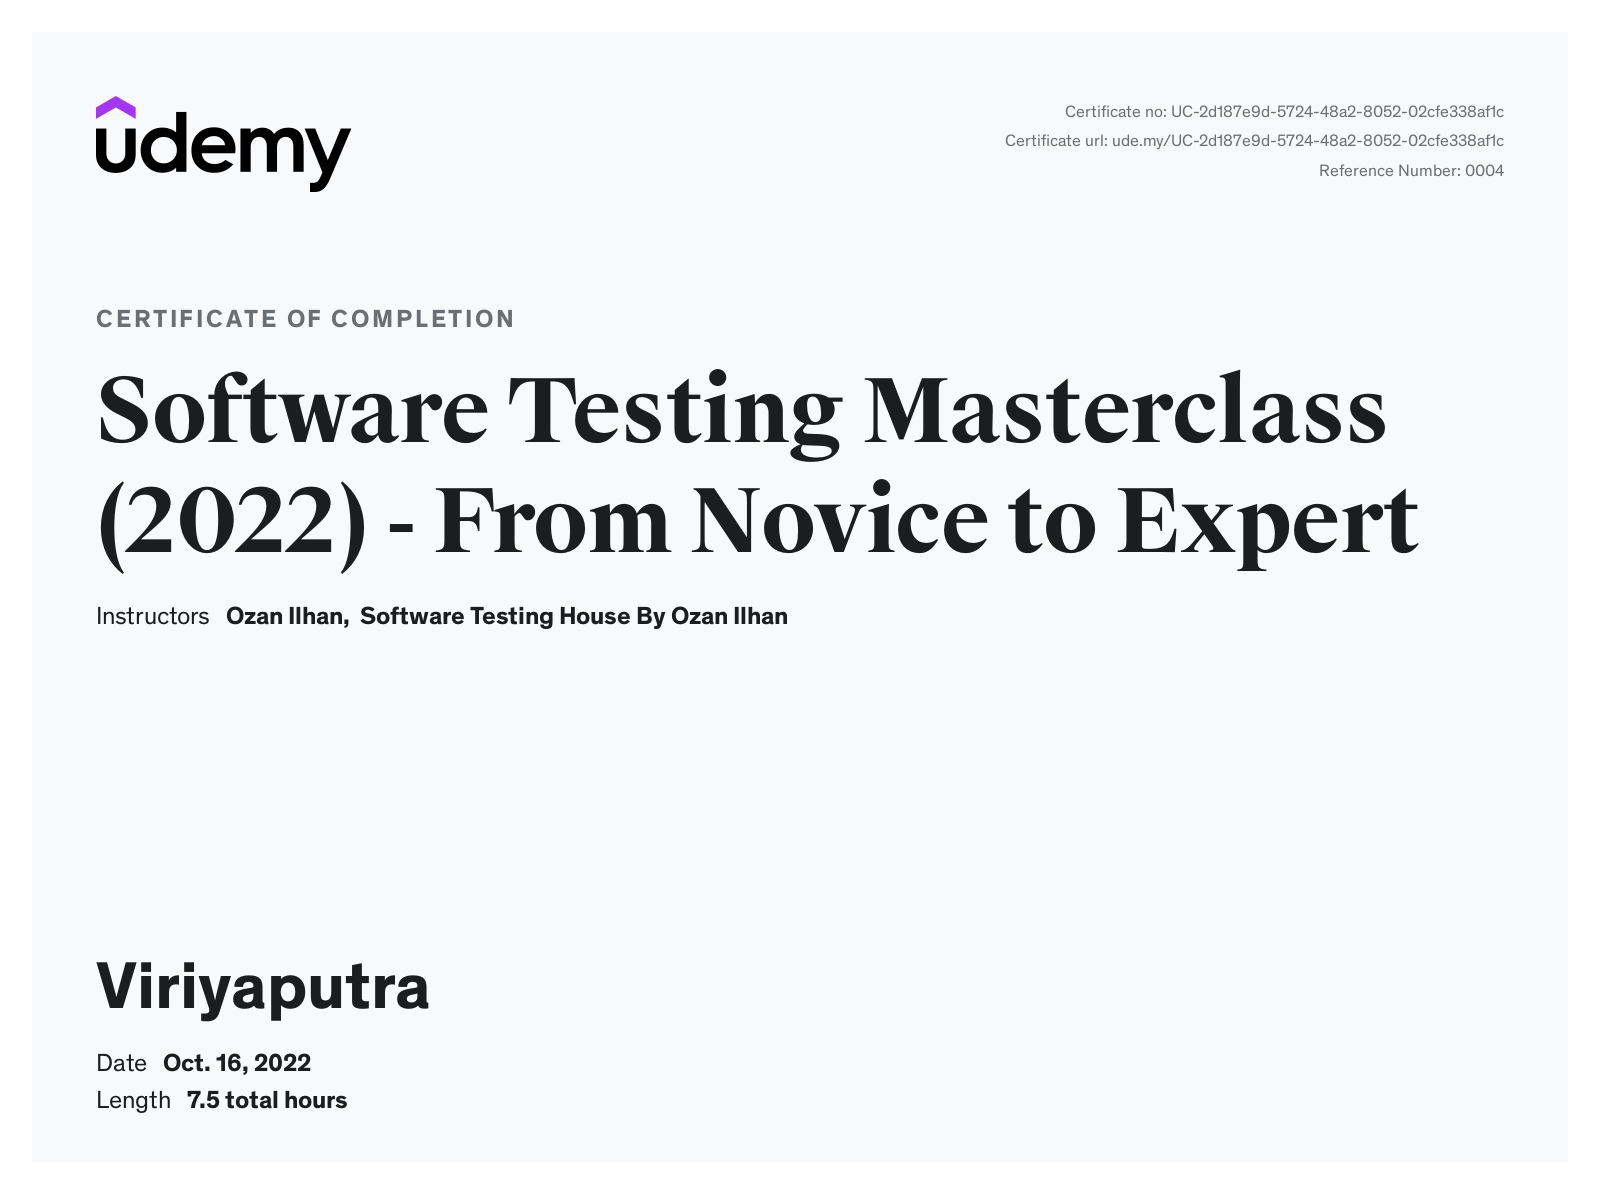 udemy
Certificate no: UC-2d187e9d-5724-48a2-8052-02cfe338af1c
Certificate url: ude.my/UC-2d187e9d-5724-48a2-8052-02cfe338af1c
Reference Number: 0004
CERTIFICATE OF COMPLETION
Software Testing Masterclass
(2022) - From Novice to Expert
Instructors Ozan Ilhan, Software Testing House By Ozan Ilhan
Viriyaputra
Date Oct. 16, 2022
Length 7.5 total hours